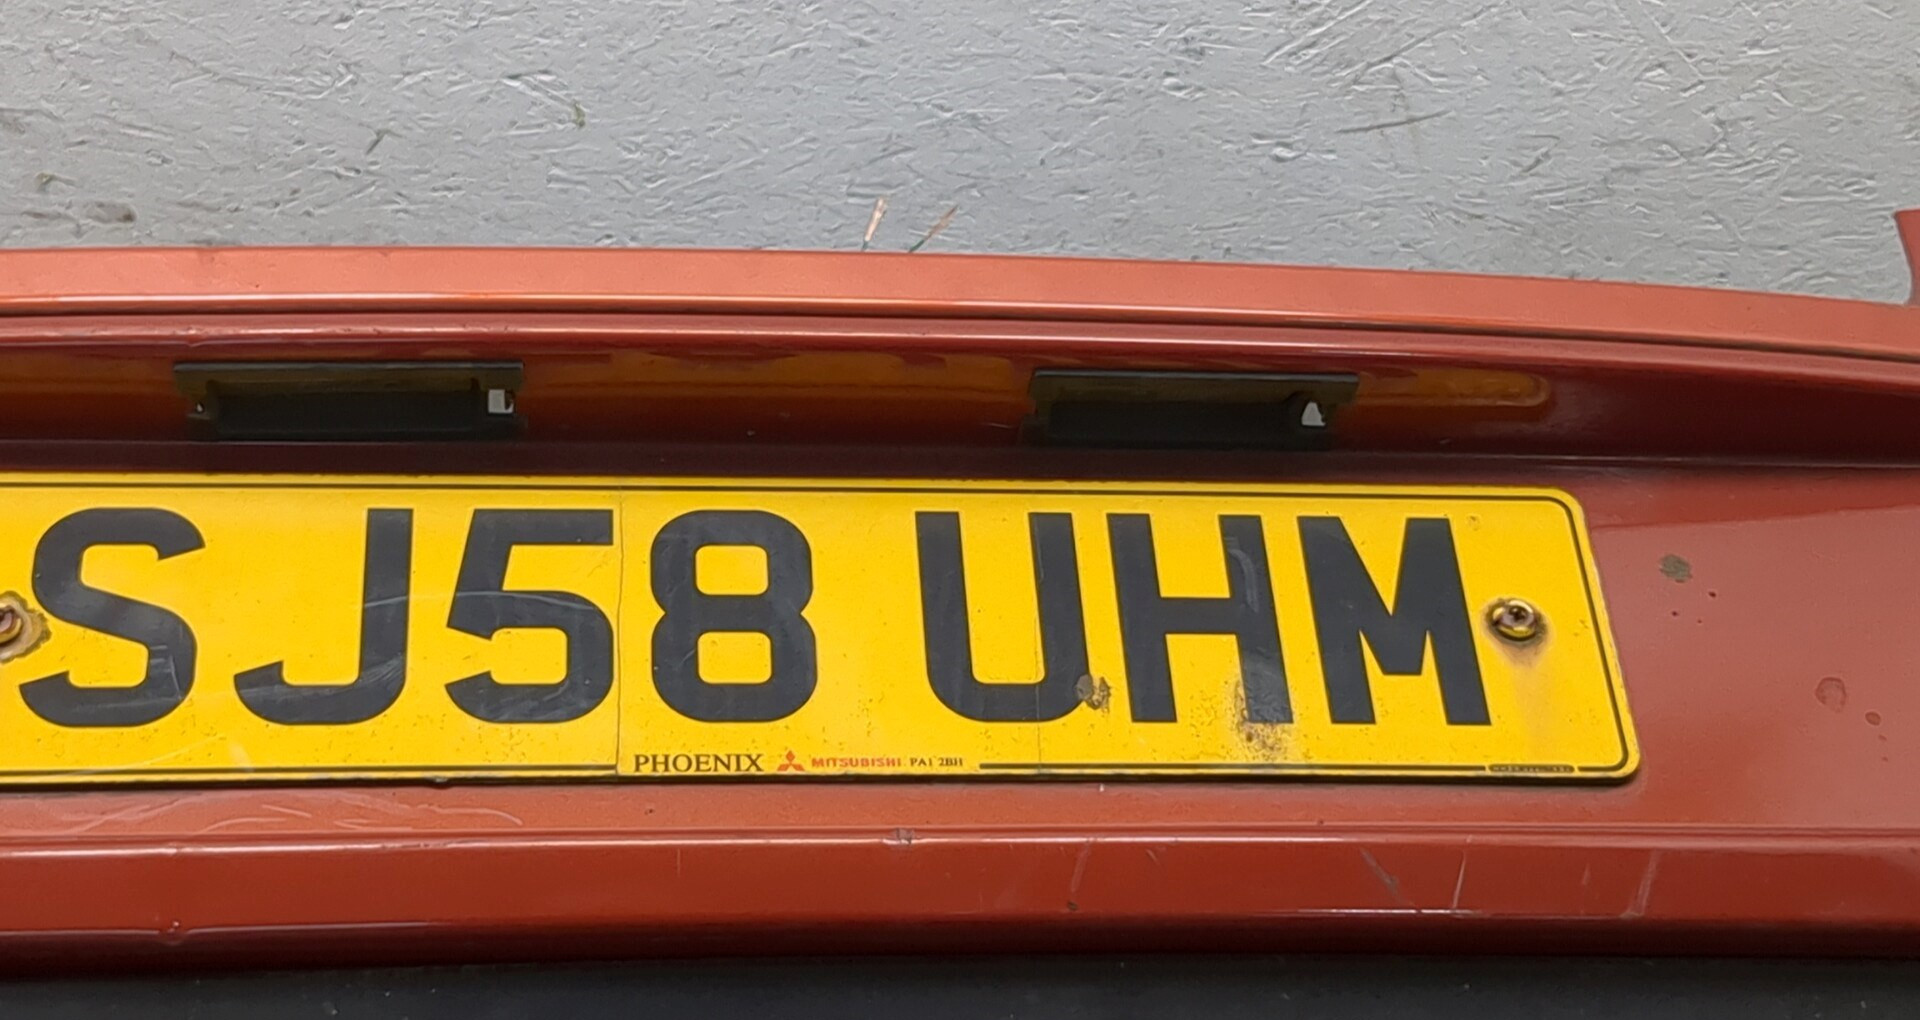 SJ58 UHM
PHOENIX MITSUBISHI PA1 2BH